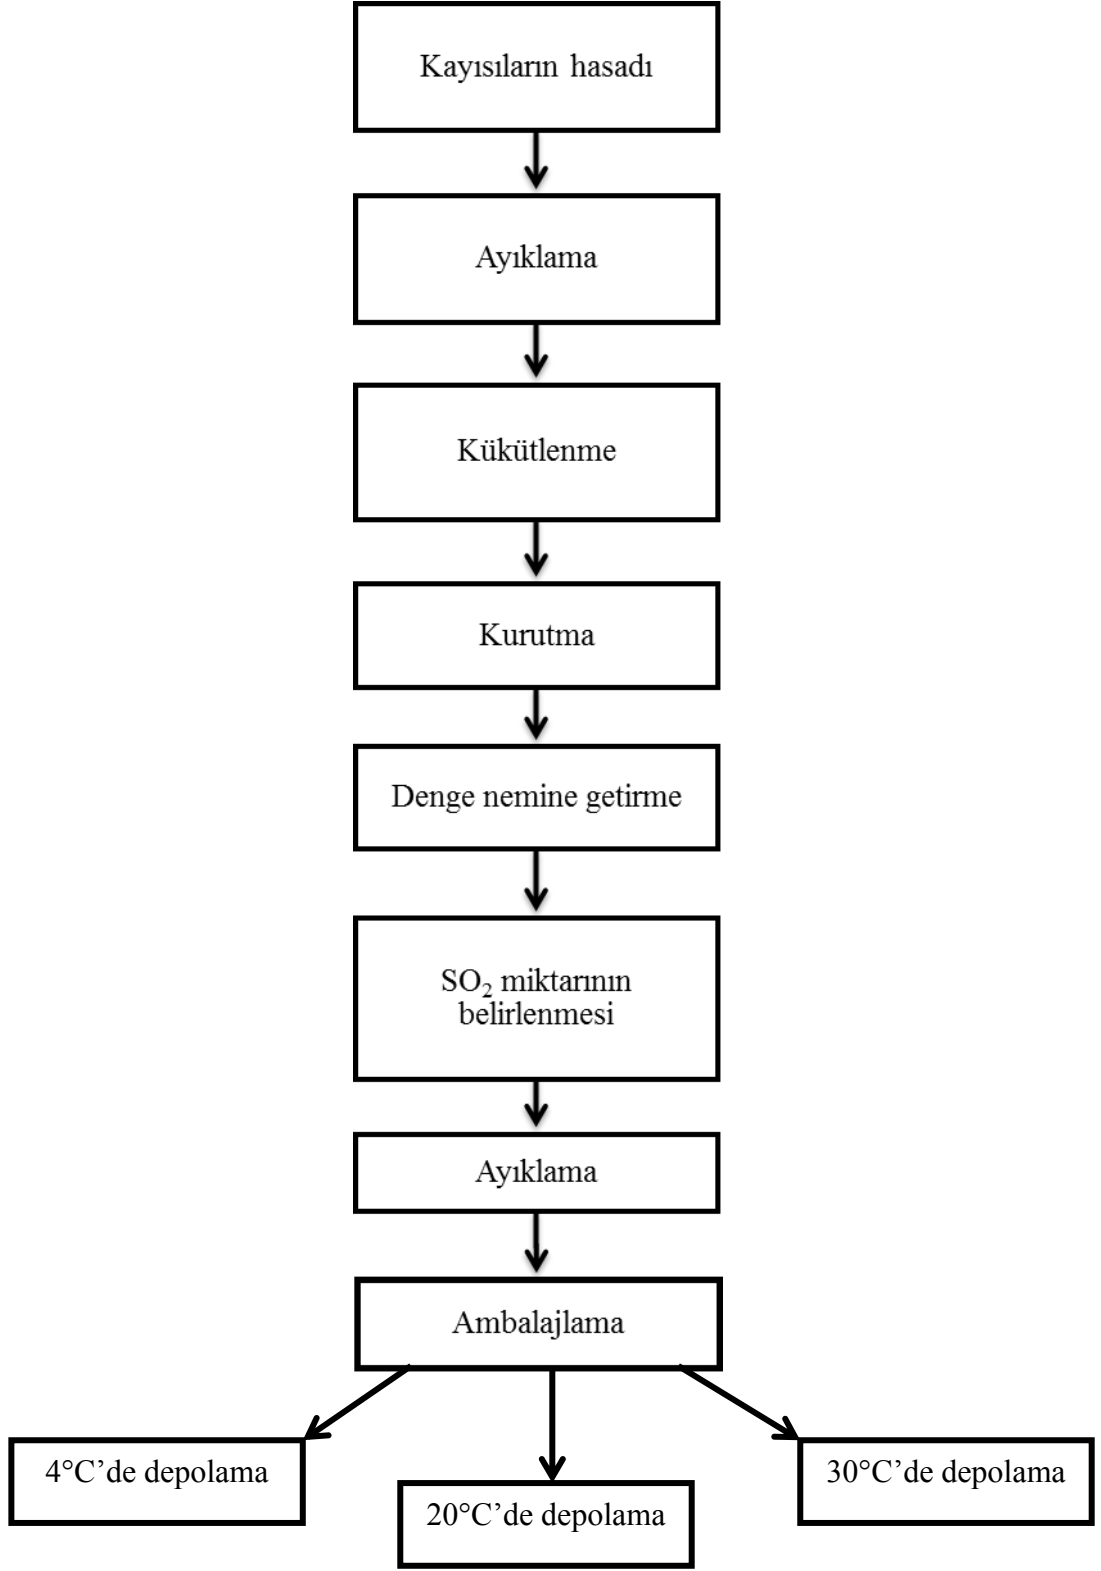 Kayısıların hasadı
Ayıklama
Kükütlenme
Kurutma
Denge nemine getirme
SO₂ miktarının
belirlenmesi
Ayıklama
Ambalajlama
4°C’de depolama
20°C’de depolama
30°C’de depolama